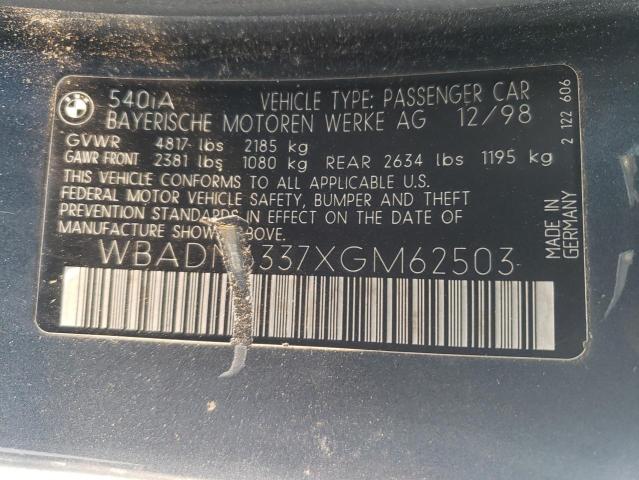 BMW
540iA VEHICLE TYPE: PASSENGER CAR
BAYERISCHE MOTOREN WERKE AG 12/98
GVWR 4817 lbs 2185 kg
GAWR FRONT 2381 lbs 1080 kg REAR 2634 lbs 1195 kg
THIS VEHICLE CONFORMS TO ALL APPLICABLE U.S.
FEDERAL MOTOR VEHICLE SAFETY, BUMPER AND THEFT
PREVENTION STANDARDS IN EFFECT ON THE DATE OF
MANUFACTURE SHOWN ABOVE.
MADE IN
GERMANY
2 122 606